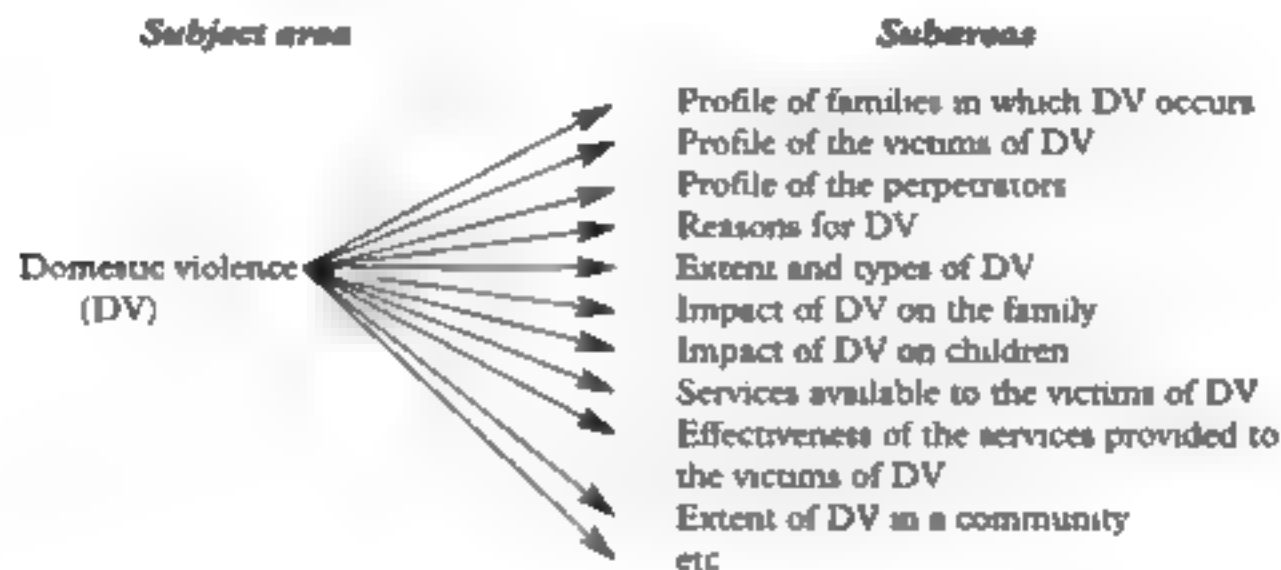 Subject area
Subareas
Profile of families in which DV occurs
Profile of the victims of DV
Profile of the perpetrators
Reasons for DV
Domestic violence
(DV)
Extent and types of DV
Impact of DV on the family
Impact of DV on children
Services available to the victims of DV
Effectiveness of the services provided to
the victims of DV
Extent of DV in a community
etc